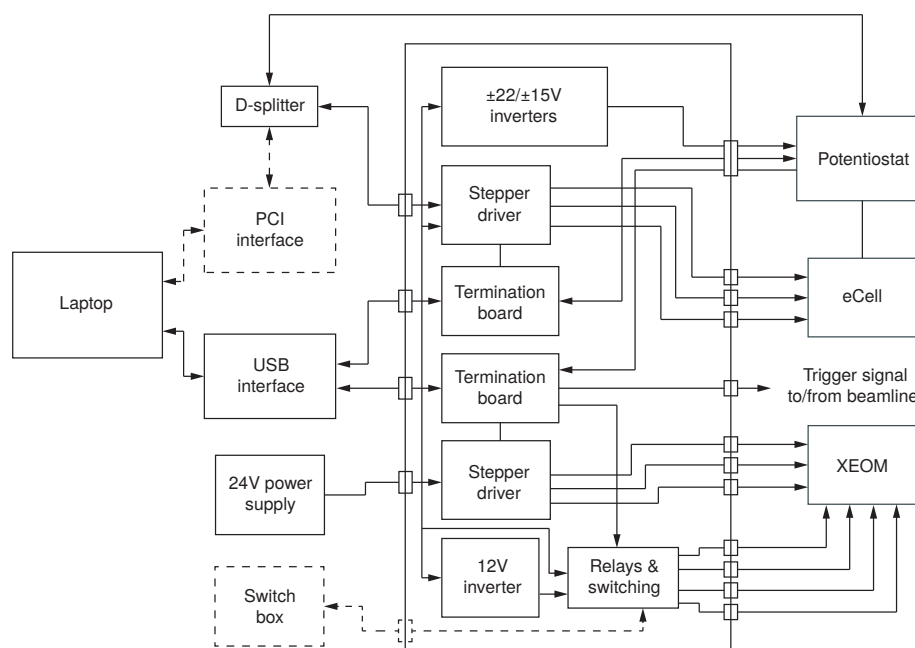 ±22/±15V
inverters
D-splitter
Potentiostat
Stepper
driver
PCI
interface
Laptop
Termination
board
eCell
USB
interface
Termination
board
Trigger signal
to/from beamline
24V power
supply
Stepper
driver
XEOM
12V
inverter
Relays &
switching
Switch
box